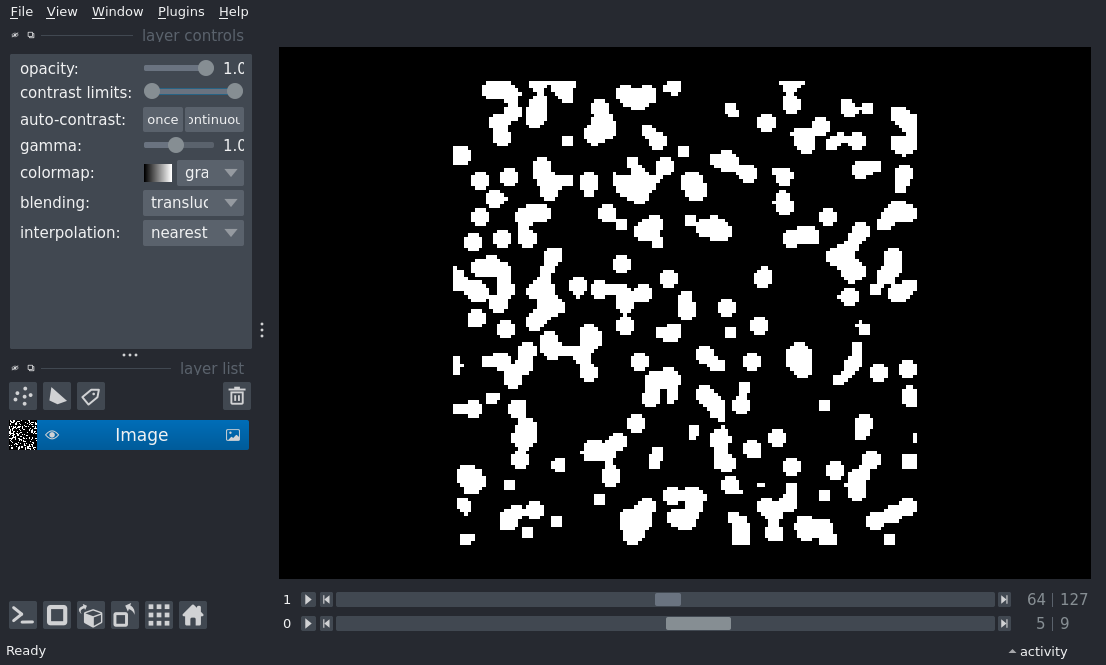 File View Window Plugins Help
layer controls
opacity: 1.0
contrast limits:
auto-contrast: once ontinuou
gamma: 1.0
colormap: gra
blending: transluc
interpolation: nearest
layer list
Image
1 64 | 127
0 5 | 9
Ready activity